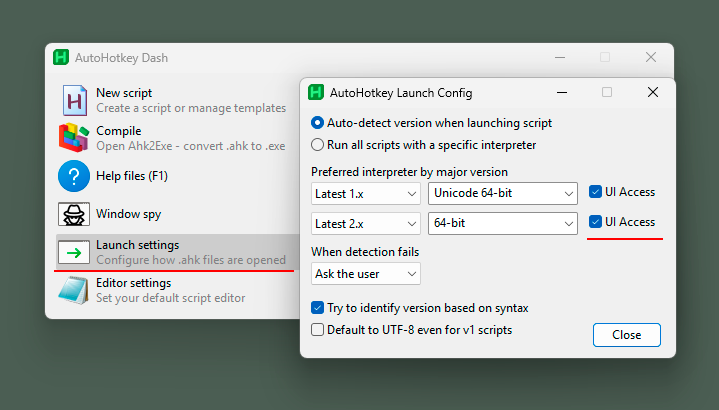 AutoHotkey Dash
New script
Create a script or manage templates
Compile
Open Ahk2Exe - convert .ahk to .exe
Help files (F1)
Window spy
Launch settings
Configure how .ahk files are opened
Editor settings
Set your default script editor
AutoHotkey Launch Config
Auto-detect version when launching script
Run all scripts with a specific interpreter
Preferred interpreter by major version
Latest 1.x Unicode 64-bit UI Access
Latest 2.x 64-bit UI Access
When detection fails
Ask the user
Try to identify version based on syntax
Default to UTF-8 even for v1 scripts
Close